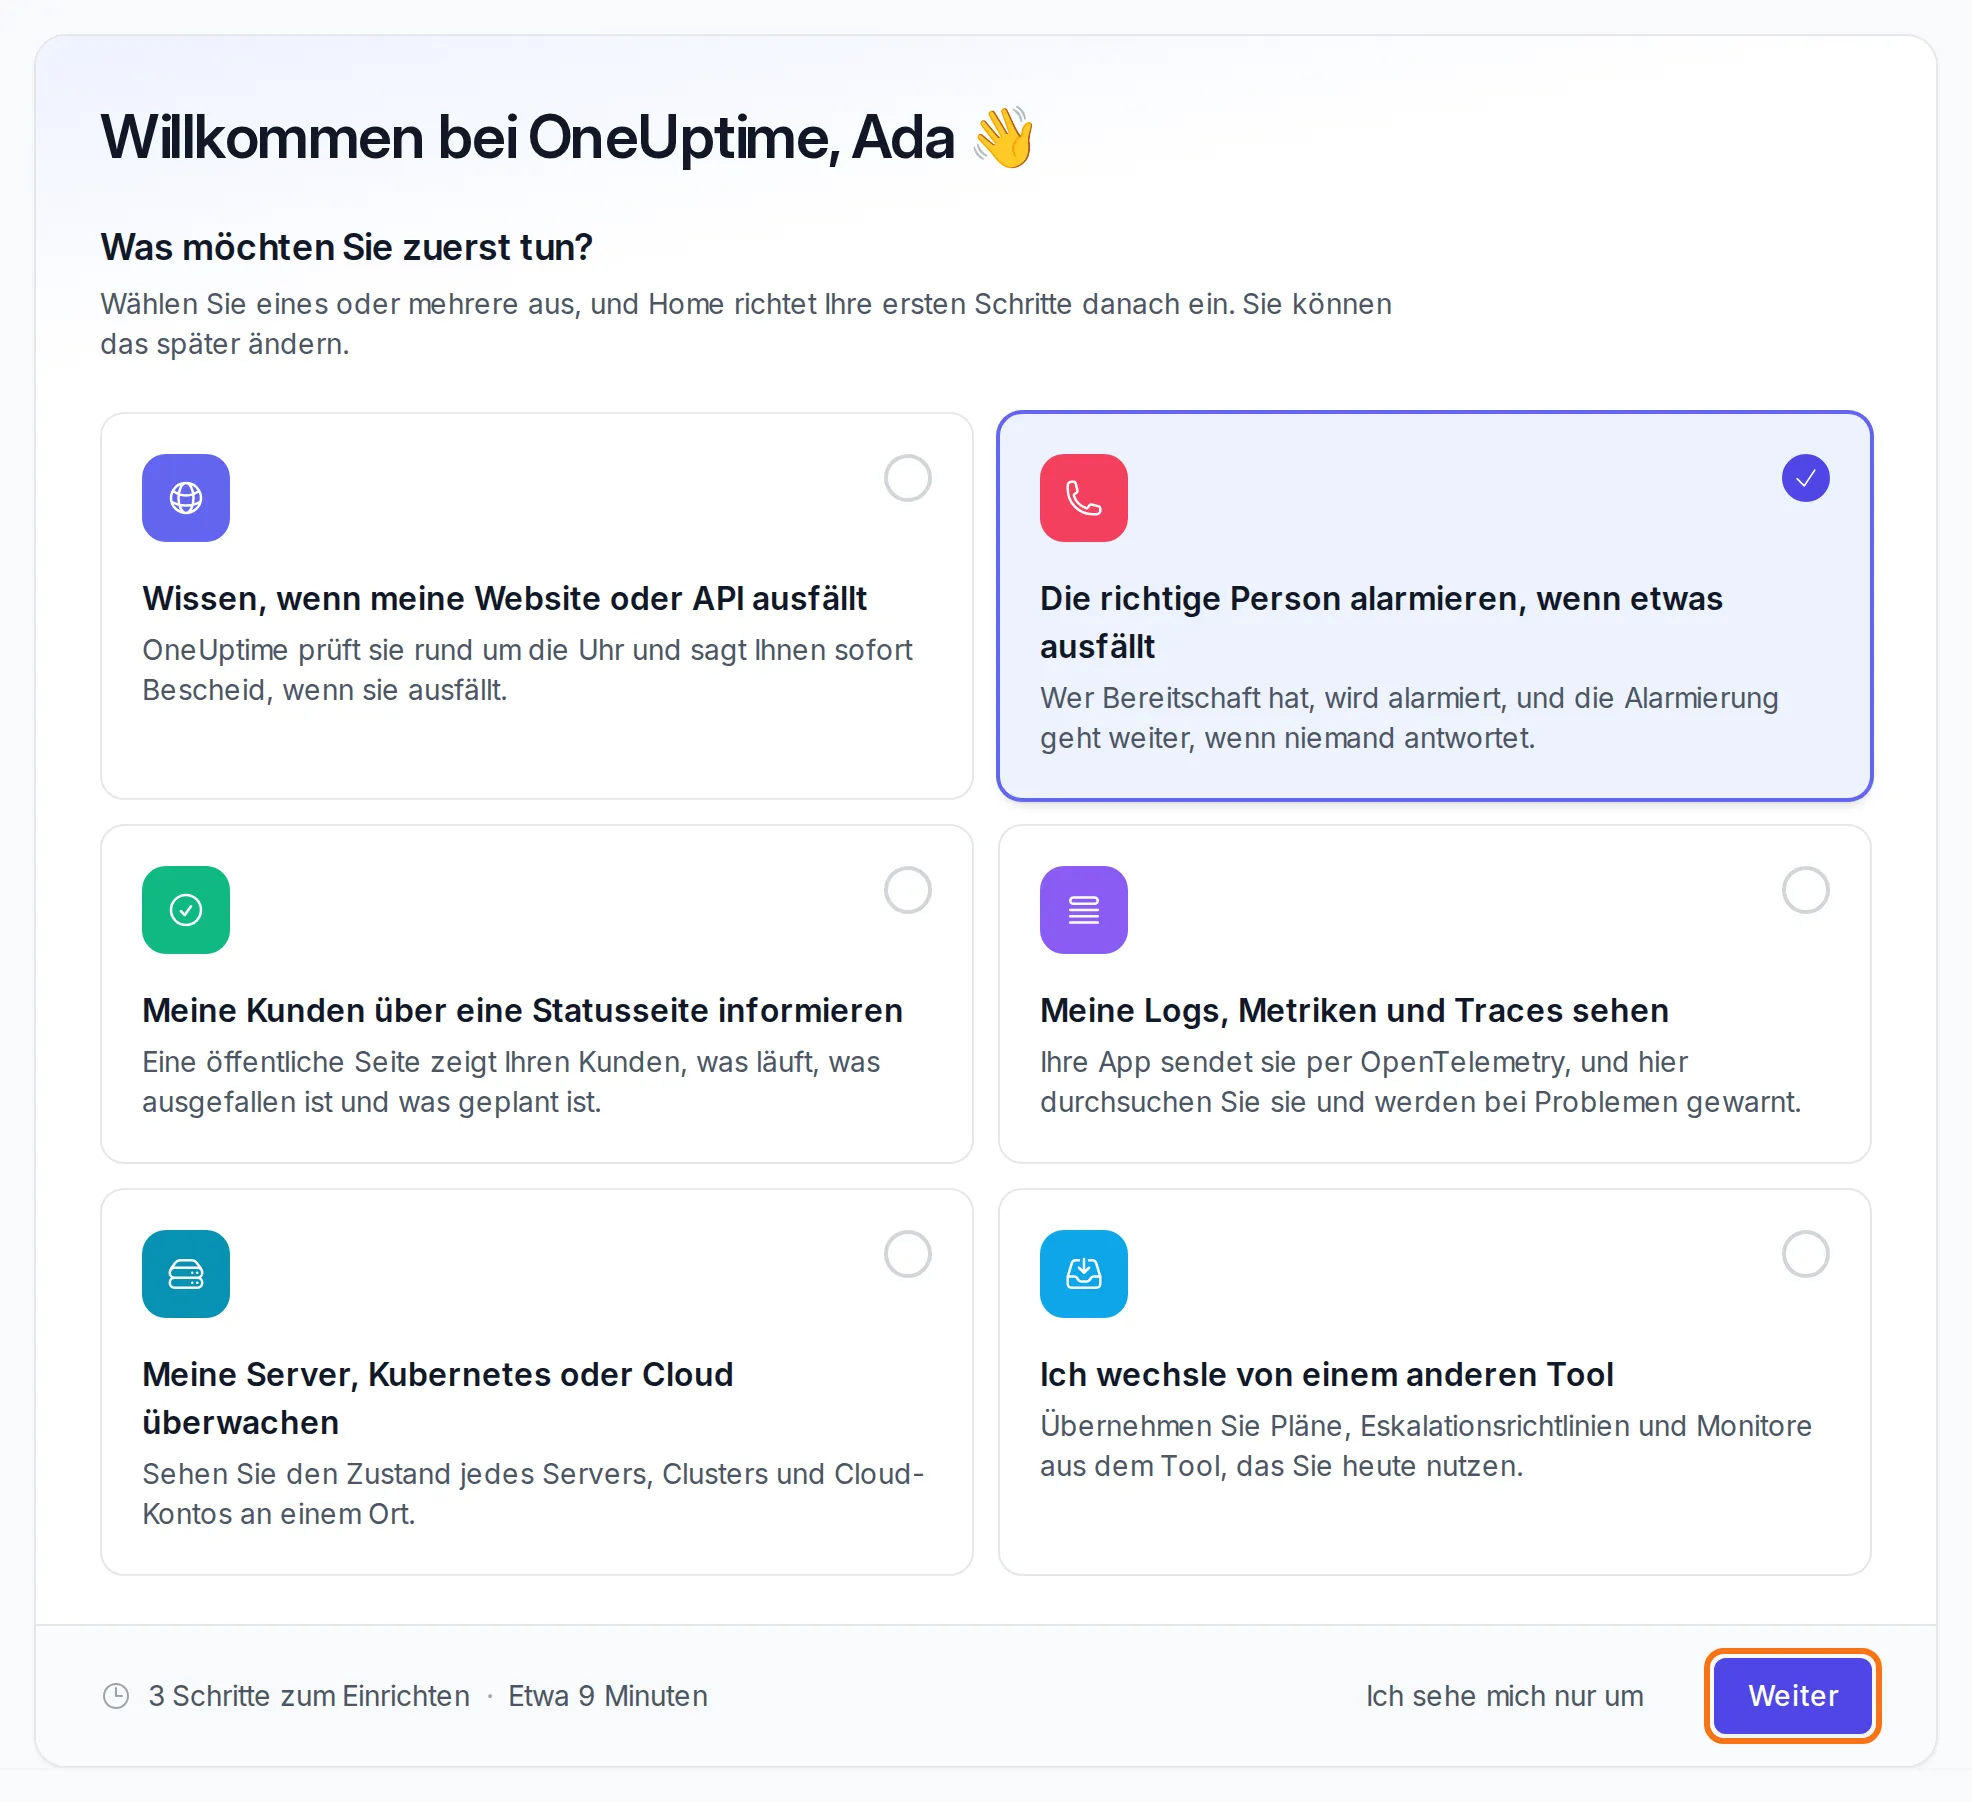 Willkommen bei OneUptime, Ada 👋
Was möchten Sie zuerst tun?
Wählen Sie eines oder mehrere aus, und Home richtet Ihre ersten Schritte danach ein. Sie können
das später ändern.
Wissen, wenn meine Website oder API ausfällt
OneUptime prüft sie rund um die Uhr und sagt Ihnen sofort
Bescheid, wenn sie ausfällt.
Die richtige Person alarmieren, wenn etwas
ausfällt
Wer Bereitschaft hat, wird alarmiert, und die Alarmierung
geht weiter, wenn niemand antwortet.
Meine Kunden über eine Statusseite informieren
Eine öffentliche Seite zeigt Ihren Kunden, was läuft, was
ausgefallen ist und was geplant ist.
Meine Logs, Metriken und Traces sehen
Ihre App sendet sie per OpenTelemetry, und hier
durchsuchen Sie sie und werden bei Problemen gewarnt.
Meine Server, Kubernetes oder Cloud
überwachen
Sehen Sie den Zustand jedes Servers, Clusters und Cloud-
Kontos an einem Ort.
Ich wechsle von einem anderen Tool
Übernehmen Sie Pläne, Eskalationsrichtlinien und Monitore
aus dem Tool, das Sie heute nutzen.
3 Schritte zum Einrichten · Etwa 9 Minuten
Ich sehe mich nur um
Weiter